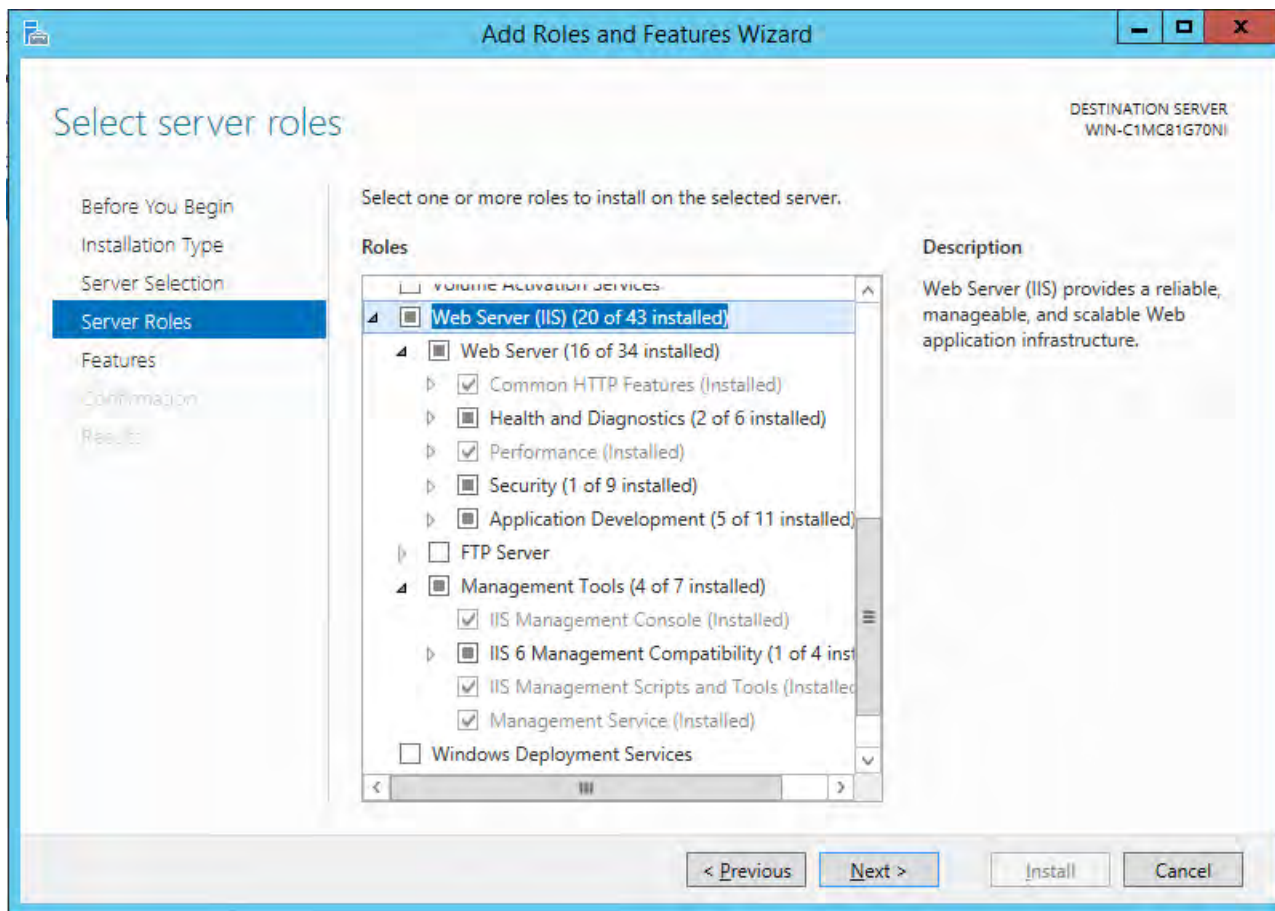 Add Roles and Features Wizard
Select server roles
DESTINATION SERVER
WIN-C1MC81G70NI
Before You Begin
Installation Type
Server Selection
Server Roles
Features
Confirmation
Results
Select one or more roles to install on the selected server.
Roles
Volume Activation Services
Web Server (IIS) (20 of 43 installed)
Web Server (16 of 34 installed)
Common HTTP Features (Installed)
Health and Diagnostics (2 of 6 installed)
Performance (Installed)
Security (1 of 9 installed)
Application Development (5 of 11 installed)
FTP Server
Management Tools (4 of 7 installed)
IIS Management Console (Installed)
IIS 6 Management Compatibility (1 of 4 inst
IIS Management Scripts and Tools (Installed
Management Service (Installed)
Windows Deployment Services
Description
Web Server (IIS) provides a reliable,
manageable, and scalable Web
application infrastructure.
< Previous
Next >
Install
Cancel